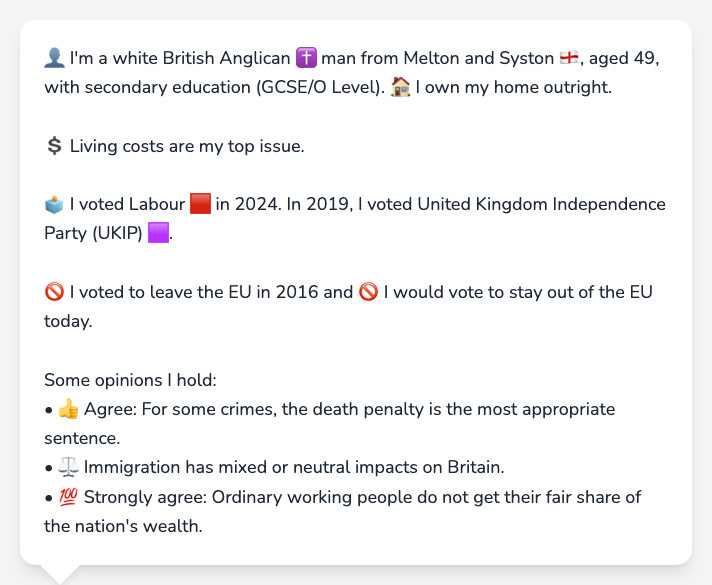 👤 I'm a white British Anglican ✝️ man from Melton and Syston 🏴󠁧󠁢󠁥󠁮󠁧󠁿, aged 49,
with secondary education (GCSE/O Level). 🏠 I own my home outright.
💲 Living costs are my top issue.
🗳️ I voted Labour 🟥 in 2024. In 2019, I voted United Kingdom Independence
Party (UKIP) 🟪.
🚫 I voted to leave the EU in 2016 and 🚫 I would vote to stay out of the EU
today.
Some opinions I hold:
• 👍 Agree: For some crimes, the death penalty is the most appropriate
sentence.
• ⚖️ Immigration has mixed or neutral impacts on Britain.
• 💯 Strongly agree: Ordinary working people do not get their fair share of
the nation's wealth.